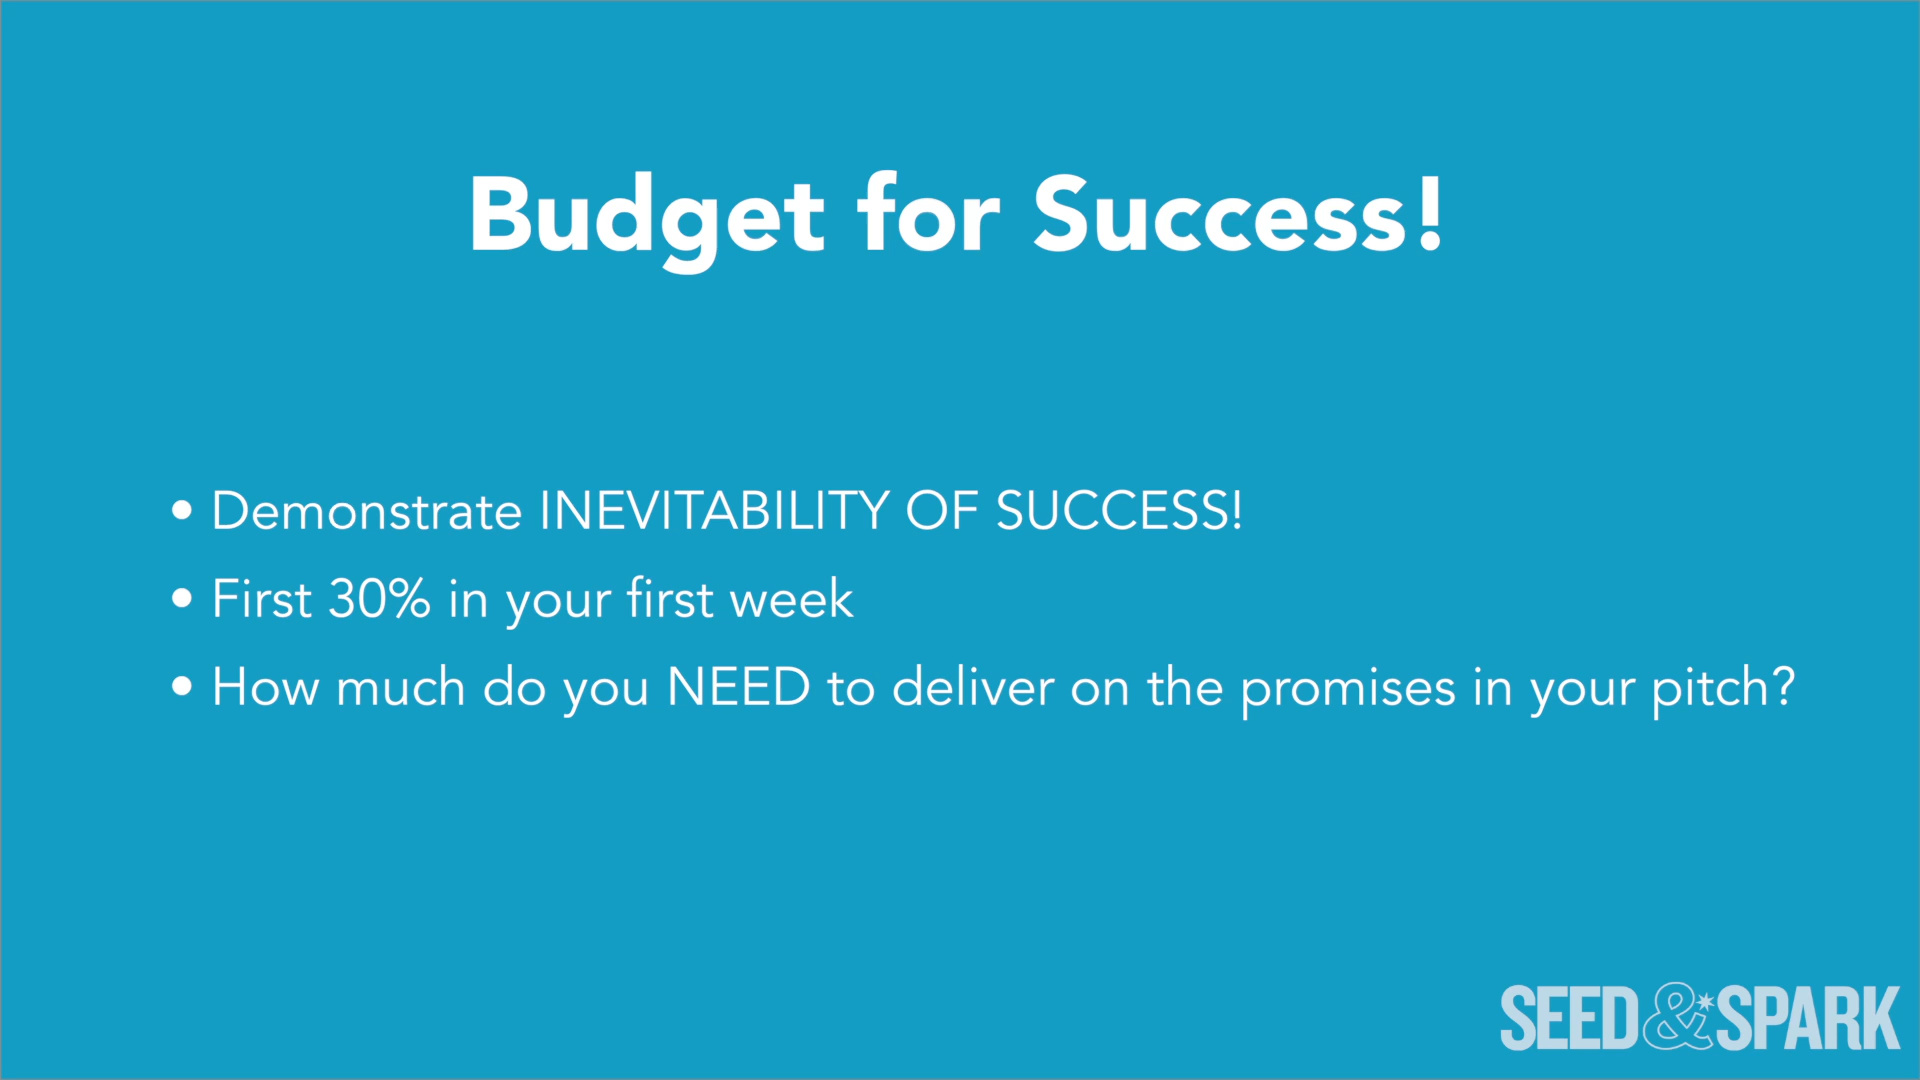 Budget for Success!
• Demonstrate INEVITABILITY OF SUCCESS!
• First 30% in your first week
• How much do you NEED to deliver on the promises in your pitch?
SEED&SPARK